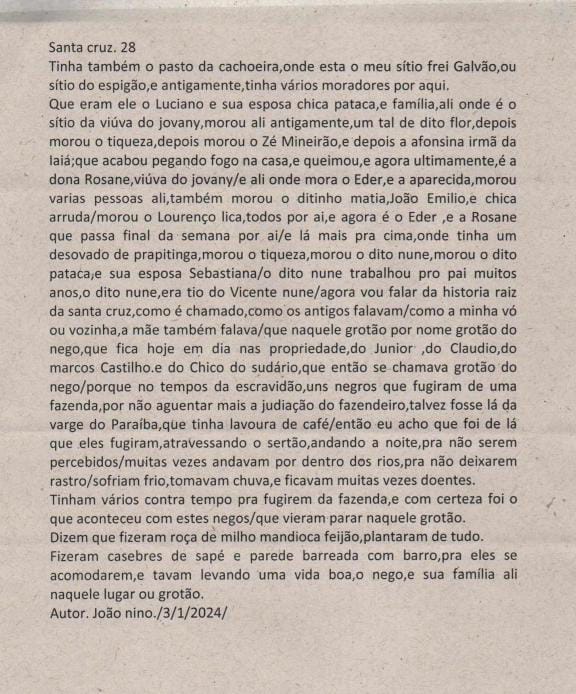 Santa cruz. 28
Tinha também o pasto da cachoeira,onde esta o meu sítio frei Galvão,ou
sítio do espigão,e antigamente,tinha vários moradores por aqui.
Que eram ele o Luciano e sua esposa chica pataca,e família,ali onde é o
sítio da viúva do jovany,morou ali antigamente,um tal de dito flor,depois
morou o tiqueza,depois morou o Zé Mineirão,e depois a afonsina irmã da
Iaiá;que acabou pegando fogo na casa,e queimou,e agora ultimamente,é a
dona Rosane,viúva do jovany/e ali onde mora o Eder,e a aparecida,morou
varias pessoas ali,também morou o ditinho matia,João Emilio,e chica
arruda/morou o Lourenço lica,todos por ai,e agora é o Eder ,e a Rosane
que passa final da semana por ai/e lá mais pra cima,onde tinha um
desovado de prapitinga,morou o tiqueza,morou o dito nune,morou o dito
pataca,e sua esposa Sebastiana/o dito nune trabalhou pro pai muitos
anos,o dito nune,era tio do Vicente nune/agora vou falar da historia raiz
da santa cruz,como é chamado,como os antigos falavam/como a minha vó
ou vozinha,a mãe também falava/que naquele grotão por nome grotão do
nego,que fica hoje em dia nas propriedade,do Junior ,do Claudio,do
marcos Castilho.e do Chico do sudário,que então se chamava grotão do
nego/porque no tempos da escravidão,uns negros que fugiram de uma
fazenda,por não aguentar mais a judiação do fazendeiro,talvez fosse lá da
varge do Paraíba,que tinha lavoura de café/então eu acho que foi de lá
que eles fugiram,atravessando o sertão,andando a noite,pra não serem
percebidos/muitas vezes andavam por dentro dos rios,pra não deixarem
rastro/sofriam frio,tomavam chuva,e ficavam muitas vezes doentes.
Tinham vários contra tempo pra fugirem da fazenda,e com certeza foi o
que aconteceu com estes negos/que vieram parar naquele grotão.
Dizem que fizeram roça de milho mandioca feijão,plantaram de tudo.
Fizeram casebres de sapé e parede barreada com barro,pra eles se
acomodarem,e tavam levando uma vida boa,o nego,e sua família ali
naquele lugar ou grotão.
Autor. João nino./3/1/2024/